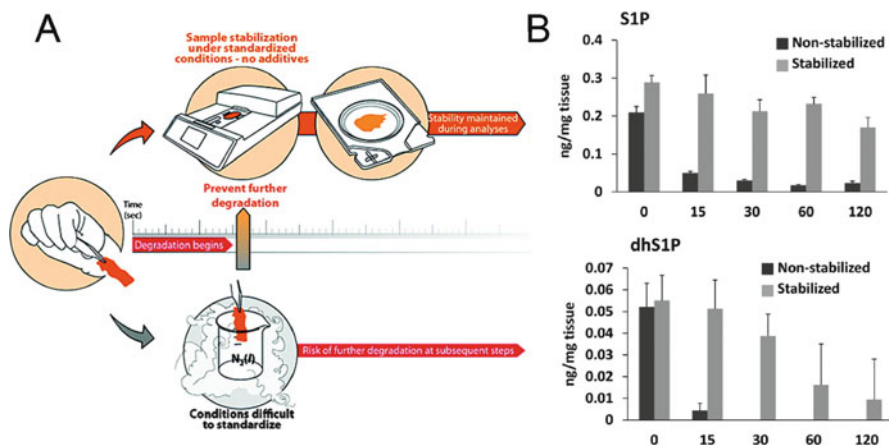 A
Sample stabilization
under standardized
conditions - no additives
Stability maintained
during analyses
Prevent further
degradation
Time
(sec)
Degradation begins
N₂(l)
Risk of further degradation at subsequent steps
Conditions difficult
to standardize
B
S1P
Non-stabilized
Stabilized
ng/mg tissue
0.4
0.3
0.2
0.1
0
0 15 30 60 120
dhS1P
Non-stabilized
Stabilized
ng/mg tissue
0.07
0.06
0.05
0.04
0.03
0.02
0.01
0
0 15 30 60 120